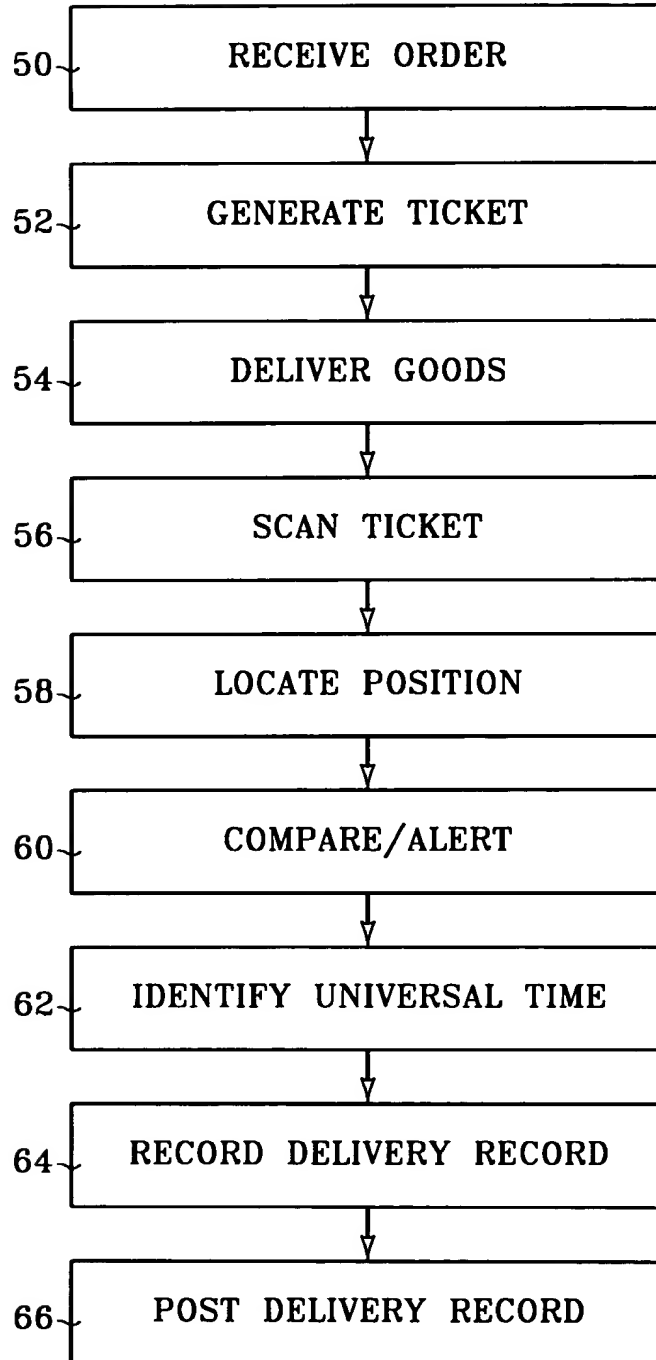 50 RECEIVE ORDER
52 GENERATE TICKET
54 DELIVER GOODS
56 SCAN TICKET
58 LOCATE POSITION
60 COMPARE/ALERT
62 IDENTIFY UNIVERSAL TIME
64 RECORD DELIVERY RECORD
66 POST DELIVERY RECORD